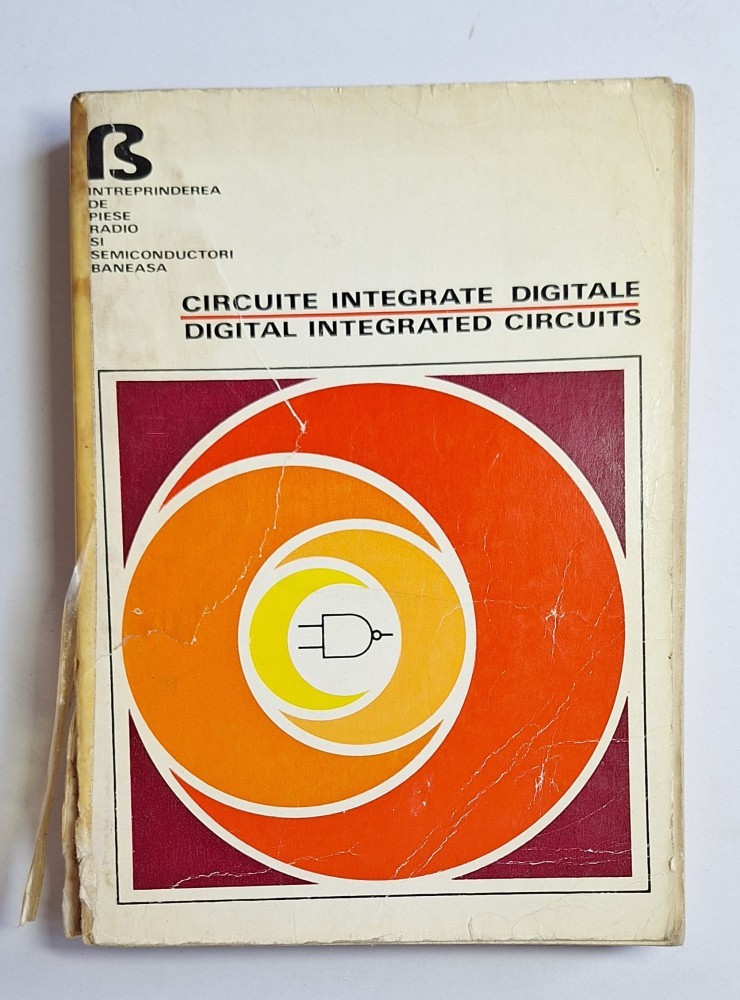 INTREPRINDEREA
DE
PIESE
RADIO
SI
SEMICONDUCTORI
BANEASA
CIRCUITE INTEGRATE DIGITALE
DIGITAL INTEGRATED CIRCUITS